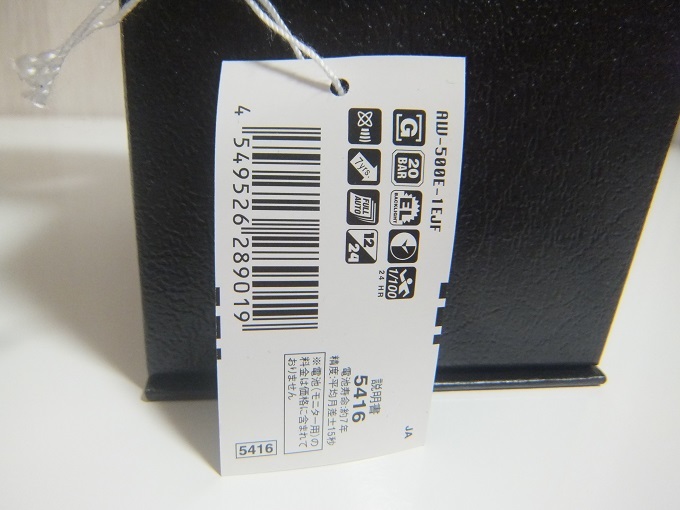 AW-500E-1EJF
G
20
BAR
EL
BACKLIGHT
1/100
24 HR
7yrs.
FULL
AUTO
12/24
4 549526 289019
JA
説明書
5416
電池寿命:約7年
精度:平均月差±15秒
※電池(モニター用)の
料金は価格に含まれて
おりません
5416